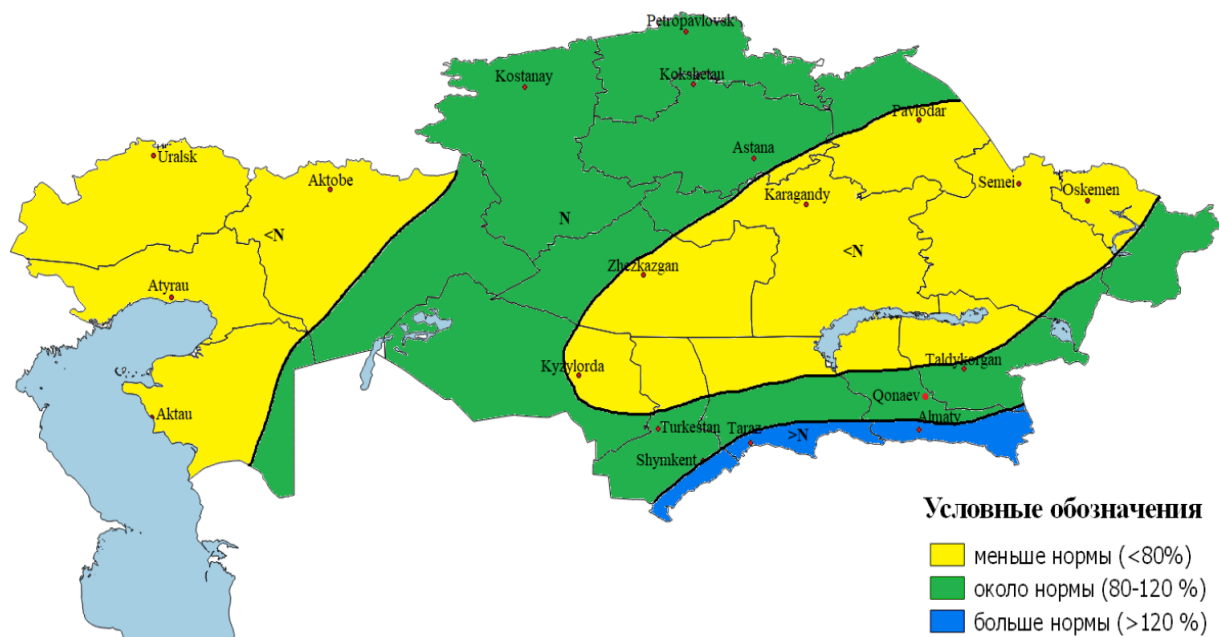 Petropavlovsk
Kostanay
Kokshetau
Pavlodar
Uralsk
Astana
Aktobe
Karagandy
Semei
Oskemen
N
<N
<N
Zhezkazgan
Atyrau
Kyzylorda
Taldykorgan
Qonaev
Aktau
Turkestan
Taraz
>N
Almaty
Shymkent
Условные обозначения
меньше нормы (<80%)
около нормы (80-120 %)
больше нормы (>120 %)